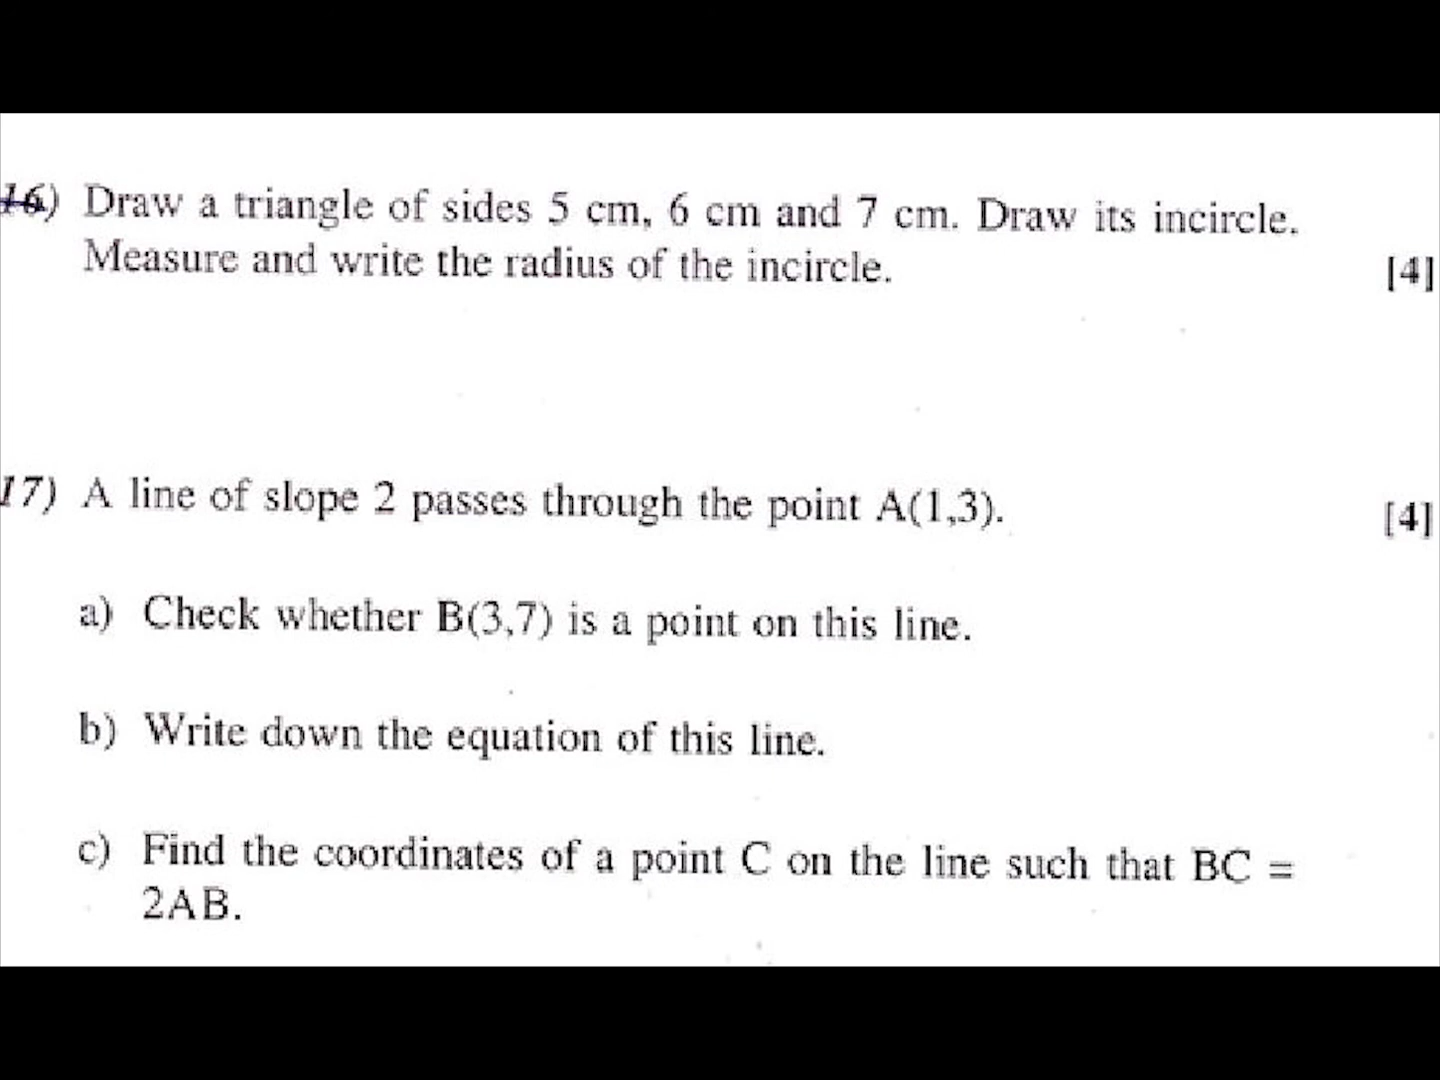 16) Draw a triangle of sides 5 cm, 6 cm and 7 cm. Draw its incircle.
Measure and write the radius of the incircle.
[4]
17) A line of slope 2 passes through the point A(1,3).
[4]
a) Check whether B(3,7) is a point on this line.
b) Write down the equation of this line.
c) Find the coordinates of a point C on the line such that BC =
2AB.